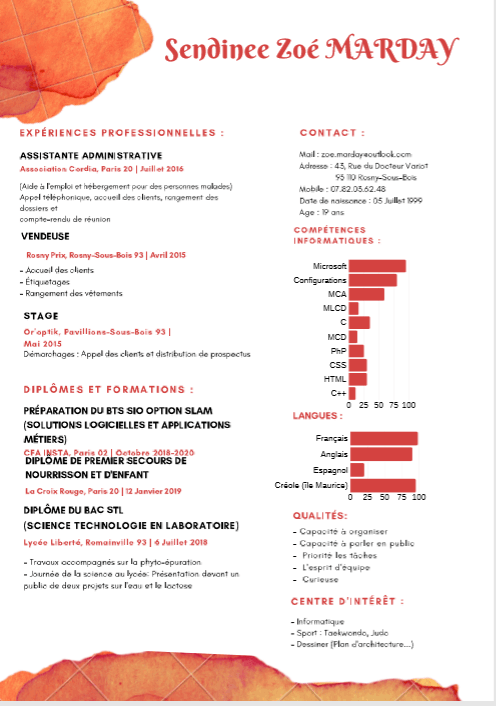 Sendinee Zoé MARDAY
EXPÉRIENCES PROFESSIONNELLES :
ASSISTANTE ADMINISTRATIVE
Association Cordia, Paris 20 | Juillet 2016
(Aide à l'emploi et hébergement pour des personnes malades)
Appel téléphonique, accueil des clients, rangement des
dossiers et
compte-rendu de réunion
VENDEUSE
Rosny Prix, Rosny-Sous-Bois 93 | Avril 2015
- Accueil des clients
- Étiquetages
- Rangement des vêtements
STAGE
Or'optik, Pavillions-Sous-Bois 93 |
Mai 2015
Démarchages : Appel des clients et distribution de prospectus
DIPLÔMES ET FORMATIONS :
PRÉPARATION DU BTS SIO OPTION SLAM
(SOLUTIONS LOGICIELLES ET APPLICATIONS
MÉTIERS)
CFA INSTA, Paris 02 | Octobre 2018-2020
DIPLÔME DE PREMIER SECOURS DE
NOURRISSON ET D'ENFANT
La Croix Rouge, Paris 20 | 12 Janvier 2019
DIPLÔME DU BAC STL
(SCIENCE TECHNOLOGIE EN LABORATOIRE)
Lycée Liberté, Romainville 93 | 6 Juillet 2018
- Travaux accompagnés sur la phyto-épuration
- Journée de la science au lycée: Présentation devant un
public de deux projets sur l'eau et le lactose
CONTACT :
Mail : zoe.marday@outlook.com
Adresse : 43, Rue du Docteur Variot
93 110 Rosny-Sous-Bois
Mobile : 07.82.05.62.48
Date de naissance : 05 Juillet 1999
Age : 19 ans
COMPÉTENCES
INFORMATIQUES :
Microsoft
Configurations
MCA
MLCD
C
MCD
PhP
CSS
HTML
C++
0 25 50 75 100
LANGUES :
Français
Anglais
Espagnol
Créole (Île Maurice)
0 25 50 75 100
QUALITÉS:
- Capacité à organiser
- Capacité à parler en public
- Priorité les tâches
- L'esprit d'équipe
- Curieuse
CENTRE D'INTÉRÊT :
- Informatique
- Sport : Taekwondo, Judo
- Dessiner (Plan d'architecture...)